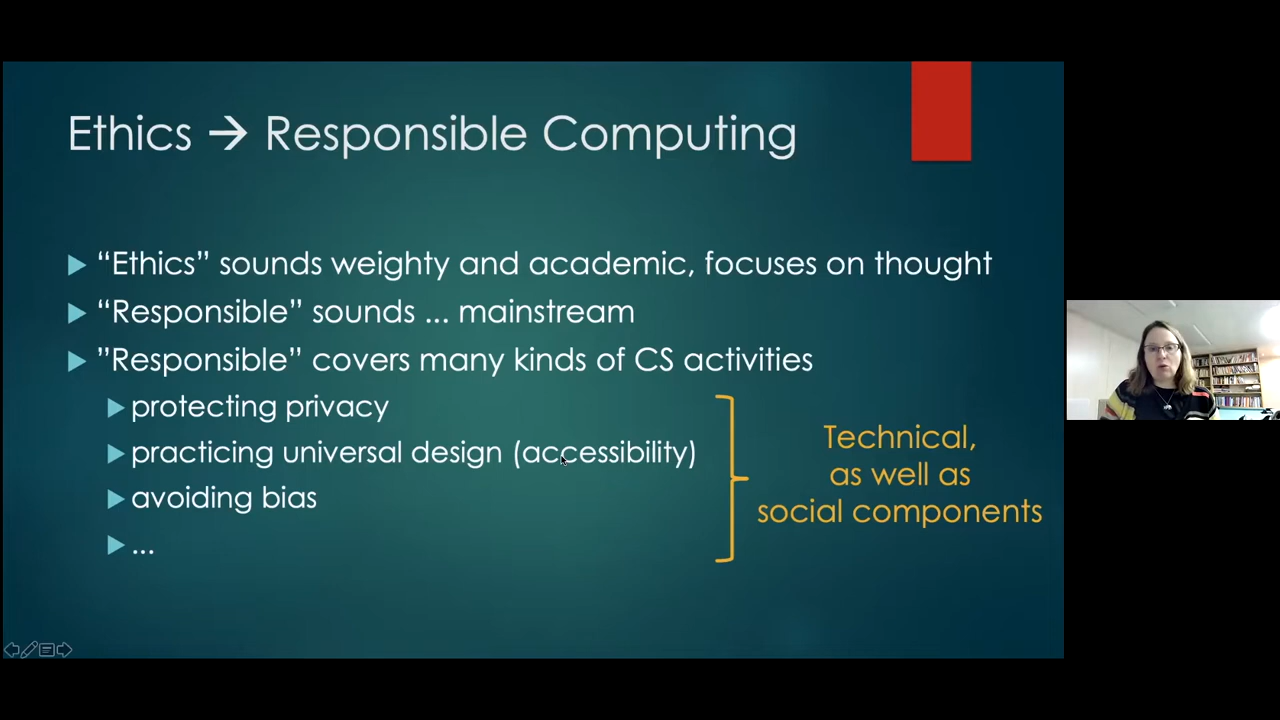 Ethics → Responsible Computing
“Ethics” sounds weighty and academic, focuses on thought
“Responsible” sounds ... mainstream
”Responsible” covers many kinds of CS activities
protecting privacy
practicing universal design (accessibility)
avoiding bias
...
Technical,
as well as
social components